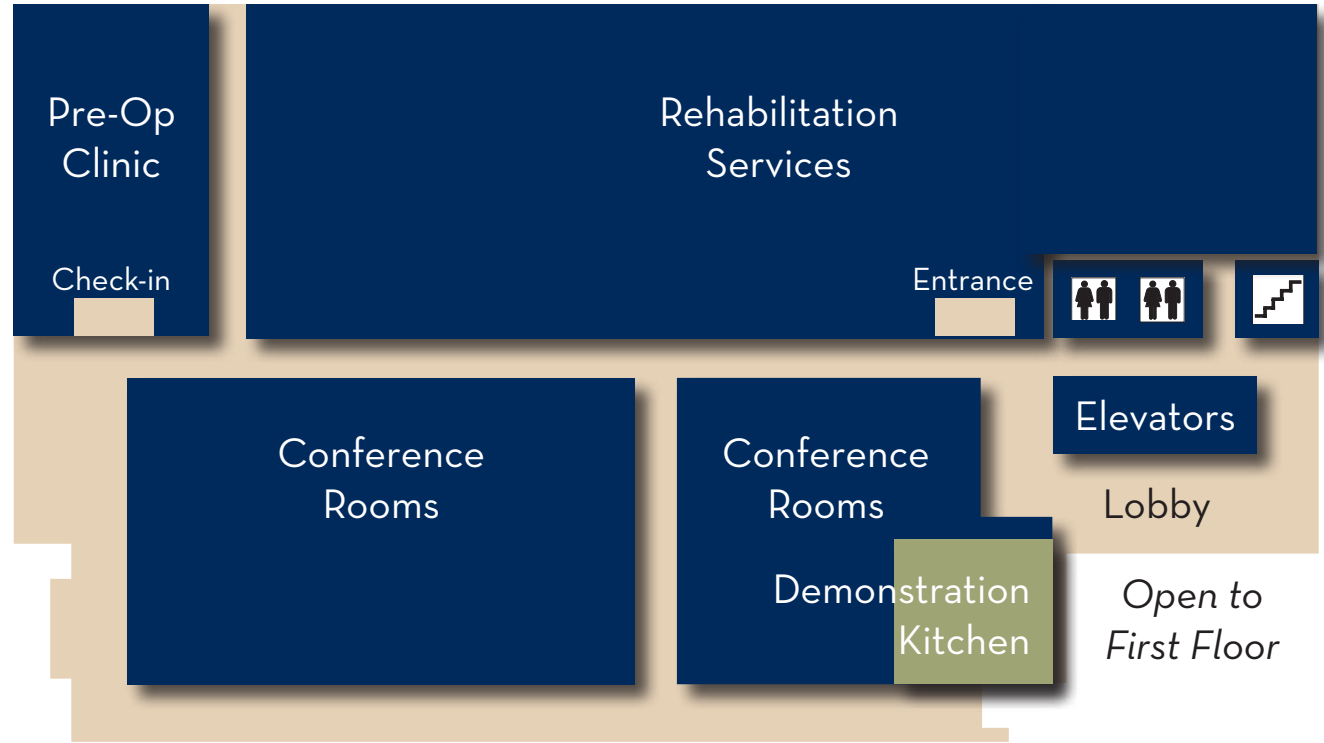 Pre-Op
Clinic
Rehabilitation
Services
Check-in
Entrance
Conference
Rooms
Conference
Rooms
Elevators
Lobby
Demonstration
Kitchen
Open to
First Floor